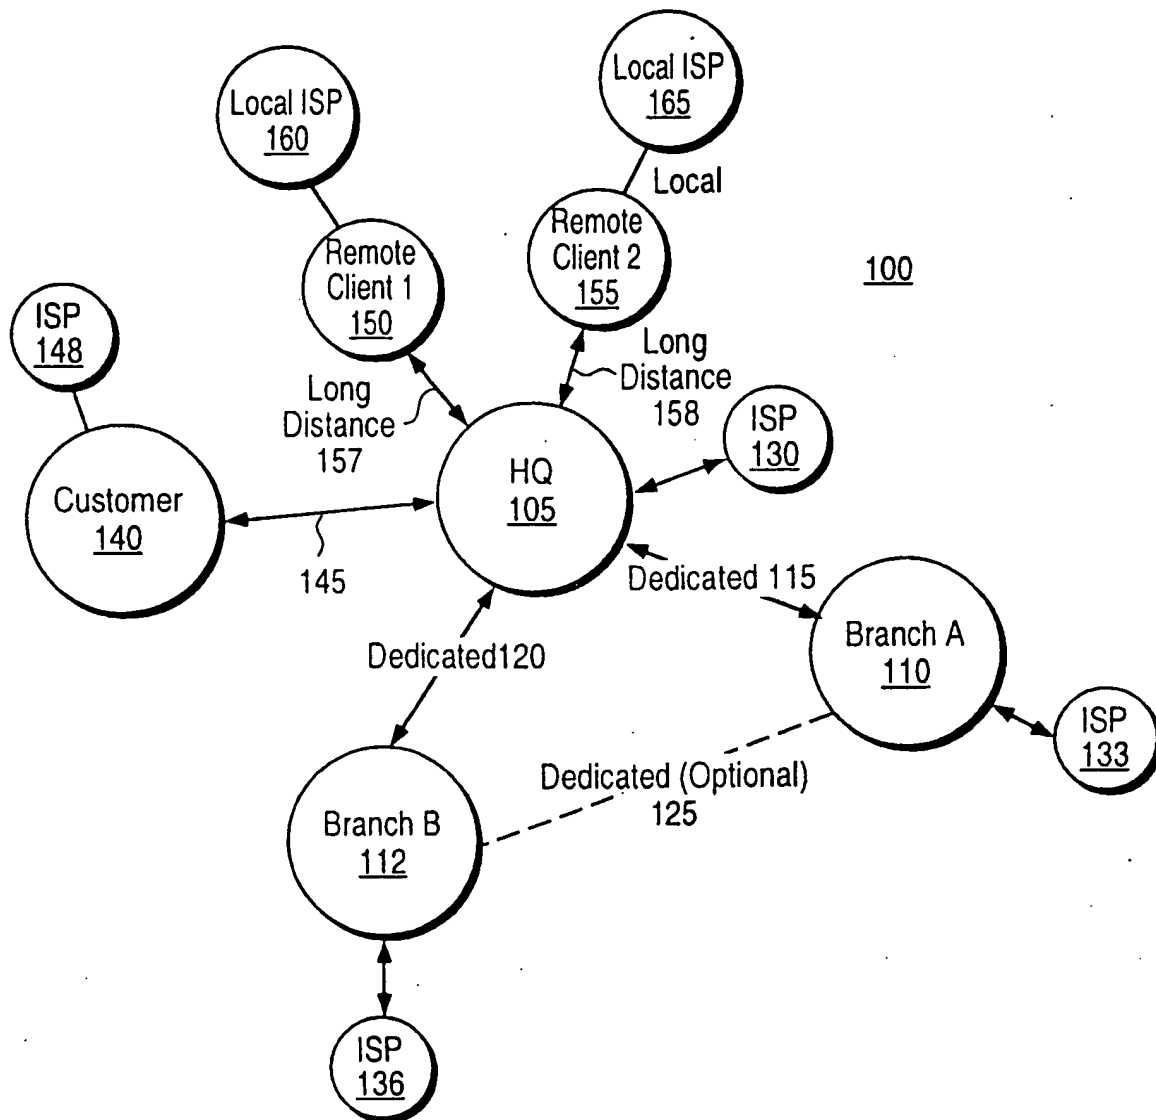 Local ISP
160
Local ISP
165
Local
Remote
Client 1
150
Remote
Client 2
155
100
ISP
148
Long
Distance
157
Long
Distance
158
ISP
130
HQ
105
Customer
140
145
Dedicated 115
Branch A
110
Dedicated120
ISP
133
Dedicated (Optional)
125
Branch B
112
ISP
136